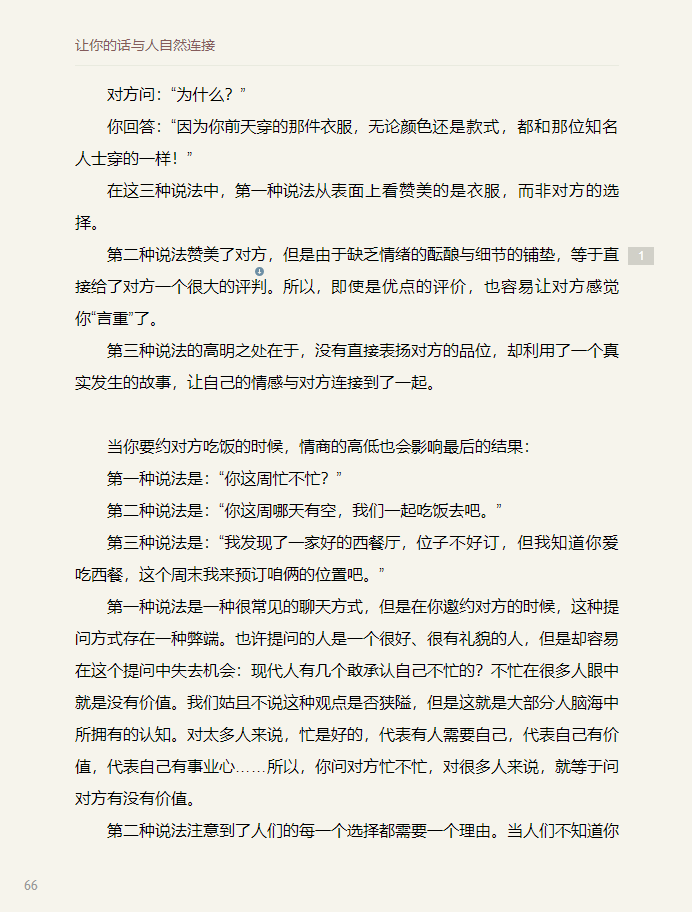 让你的话与人自然连接
对方问：“为什么？”
你回答：“因为你前天穿的那件衣服，无论颜色还是款式，都和那位知名
人士穿的一样！”
在这三种说法中，第一种说法从表面上看赞美的是衣服，而非对方的选
择。
第二种说法赞美了对方，但是由于缺乏情绪的酝酿与细节的铺垫，等于直
1
接给了对方一个很大的评判。所以，即使是优点的评价，也容易让对方感觉
你“言重”了。
第三种说法的高明之处在于，没有直接表扬对方的品位，却利用了一个真
实发生的故事，让自己的情感与对方连接到了一起。
当你要约对方吃饭的时候，情商的高低也会影响最后的结果：
第一种说法是：“你这周忙不忙？”
第二种说法是：“你这周哪天有空，我们一起吃饭去吧。”
第三种说法是：“我发现了一家好的西餐厅，位子不好订，但我知道你爱
吃西餐，这个周末我来预订咱俩的位置吧。”
第一种说法是一种很常见的聊天方式，但是在你邀约对方的时候，这种提
问方式存在一种弊端。也许提问的人是一个很好、很有礼貌的人，但是却容易
在这个提问中失去机会：现代人有几个敢承认自己不忙的？不忙在很多人眼中
就是没有价值。我们姑且不说这种观点是否狭隘，但是这就是大部分人脑海中
所拥有的认知。对太多人来说，忙是好的，代表有人需要自己，代表自己有价
值，代表自己有事业心……所以，你问对方忙不忙，对很多人来说，就等于问
对方有没有价值。
第二种说法注意到了人们的每一个选择都需要一个理由。当人们不知道你
66